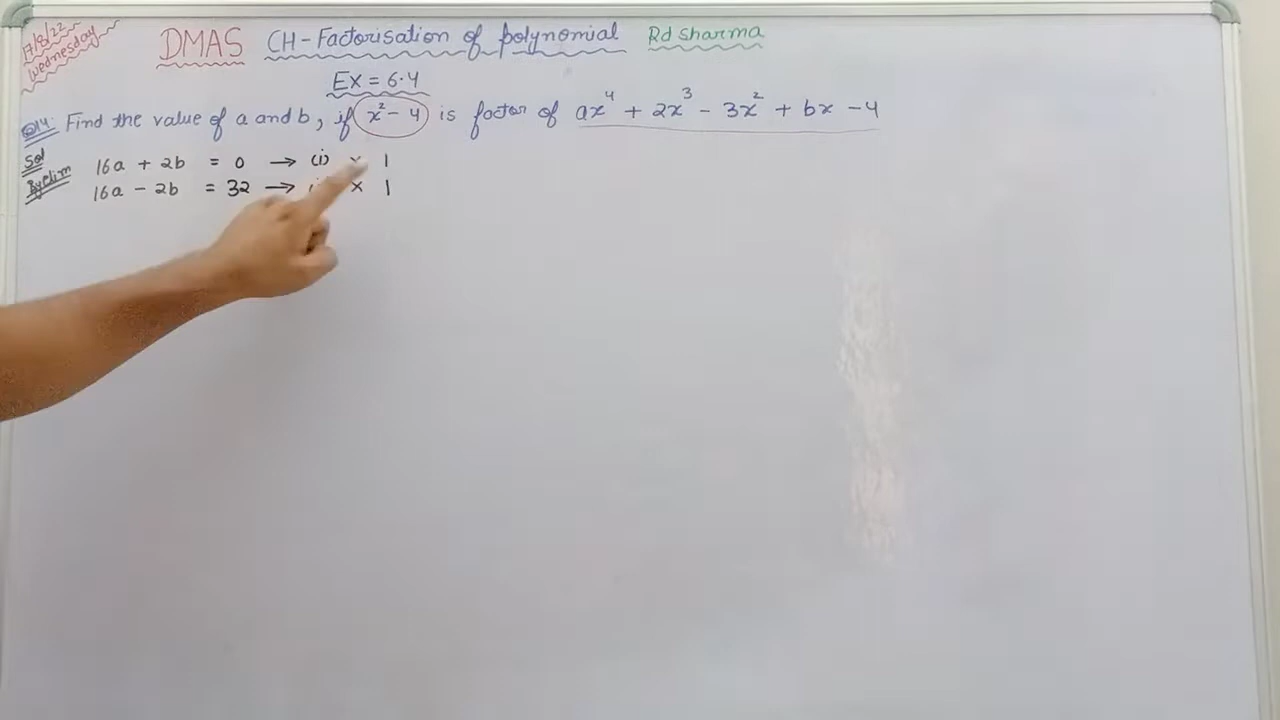 17/8/22
Wednesday
DMAS CH-Factorisation of polynomial Rd Sharma
EX = 6.4
Q14. Find the value of a and b, if x² - 4 is factor of ax⁴ + 2x³ - 3x² + bx - 4
Sol
By Elim
16a + 2b = 0 → (i) × 1
16a - 2b = 32 → × 1